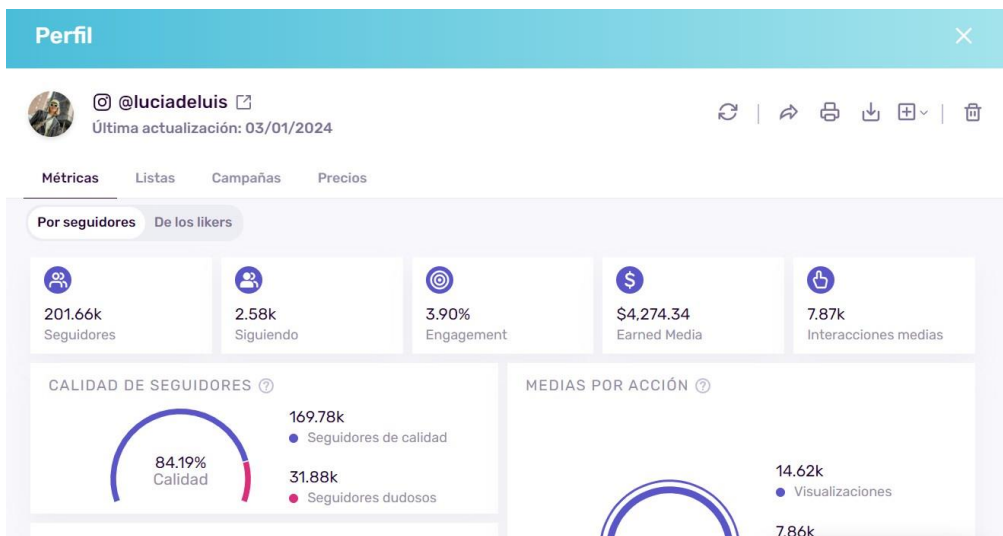 Perfil
@luciadeluis
Última actualización: 03/01/2024
Métricas
Listas
Campañas
Precios
Por seguidores
De los likers
201.66k
Seguidores
2.58k
Siguiendo
3.90%
Engagement
$4,274.34
Earned Media
7.87k
Interacciones medias
CALIDAD DE SEGUIDORES
84.19%
Calidad
169.78k
Seguidores de calidad
31.88k
Seguidores dudosos
MEDIAS POR ACCIÓN
14.62k
Visualizaciones
7.86k